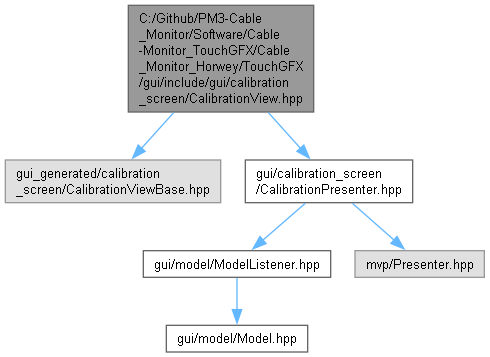 C:/Github/PM3-Cable
_Monitor/Software/Cable
-Monitor_TouchGFX/Cable
_Monitor_Horwey/TouchGFX
/gui/include/gui/calibration
_screen/CalibrationView.hpp
gui_generated/calibration
_screen/CalibrationViewBase.hpp
gui/calibration_screen
/CalibrationPresenter.hpp
gui/model/ModelListener.hpp
mvp/Presenter.hpp
gui/model/Model.hpp